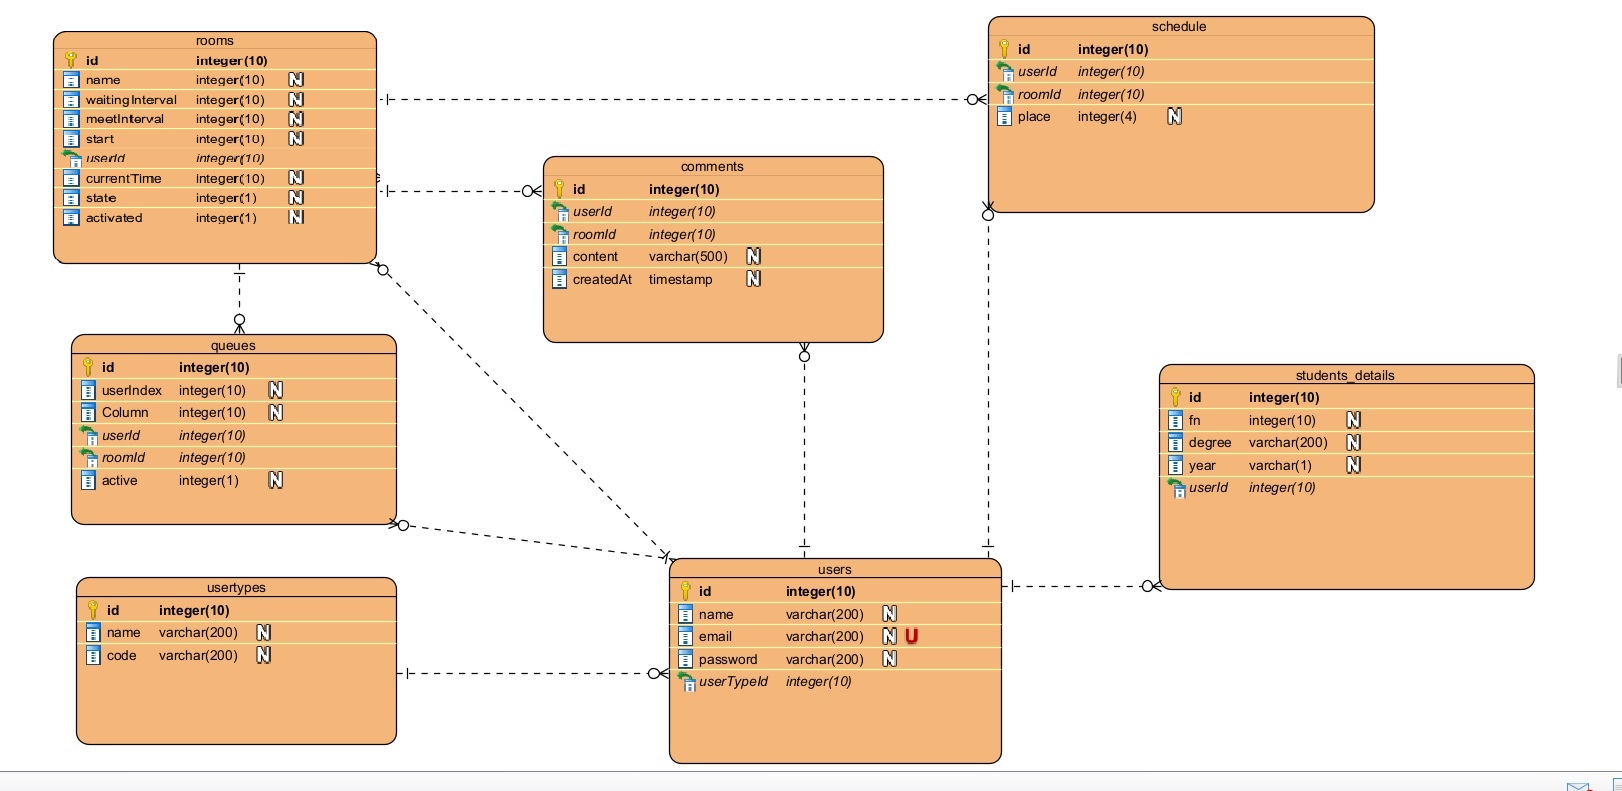 rooms
id integer(10)
name integer(10) N
waitingInterval integer(10) N
meetInterval integer(10) N
start integer(10) N
userId integer(10)
currentTime integer(10) N
state integer(1) N
activated integer(1) N
schedule
id integer(10)
userId integer(10)
roomId integer(10)
place integer(4) N
comments
id integer(10)
userId integer(10)
roomId integer(10)
content varchar(500) N
createdAt timestamp N
queues
id integer(10)
userIndex integer(10) N
Column integer(10) N
userId integer(10)
roomId integer(10)
active integer(1) N
students_details
id integer(10)
fn integer(10) N
degree varchar(200) N
year varchar(1) N
userId integer(10)
usertypes
id integer(10)
name varchar(200) N
code varchar(200) N
users
id integer(10)
name varchar(200) N
email varchar(200) N U
password varchar(200) N
userTypeId integer(10)